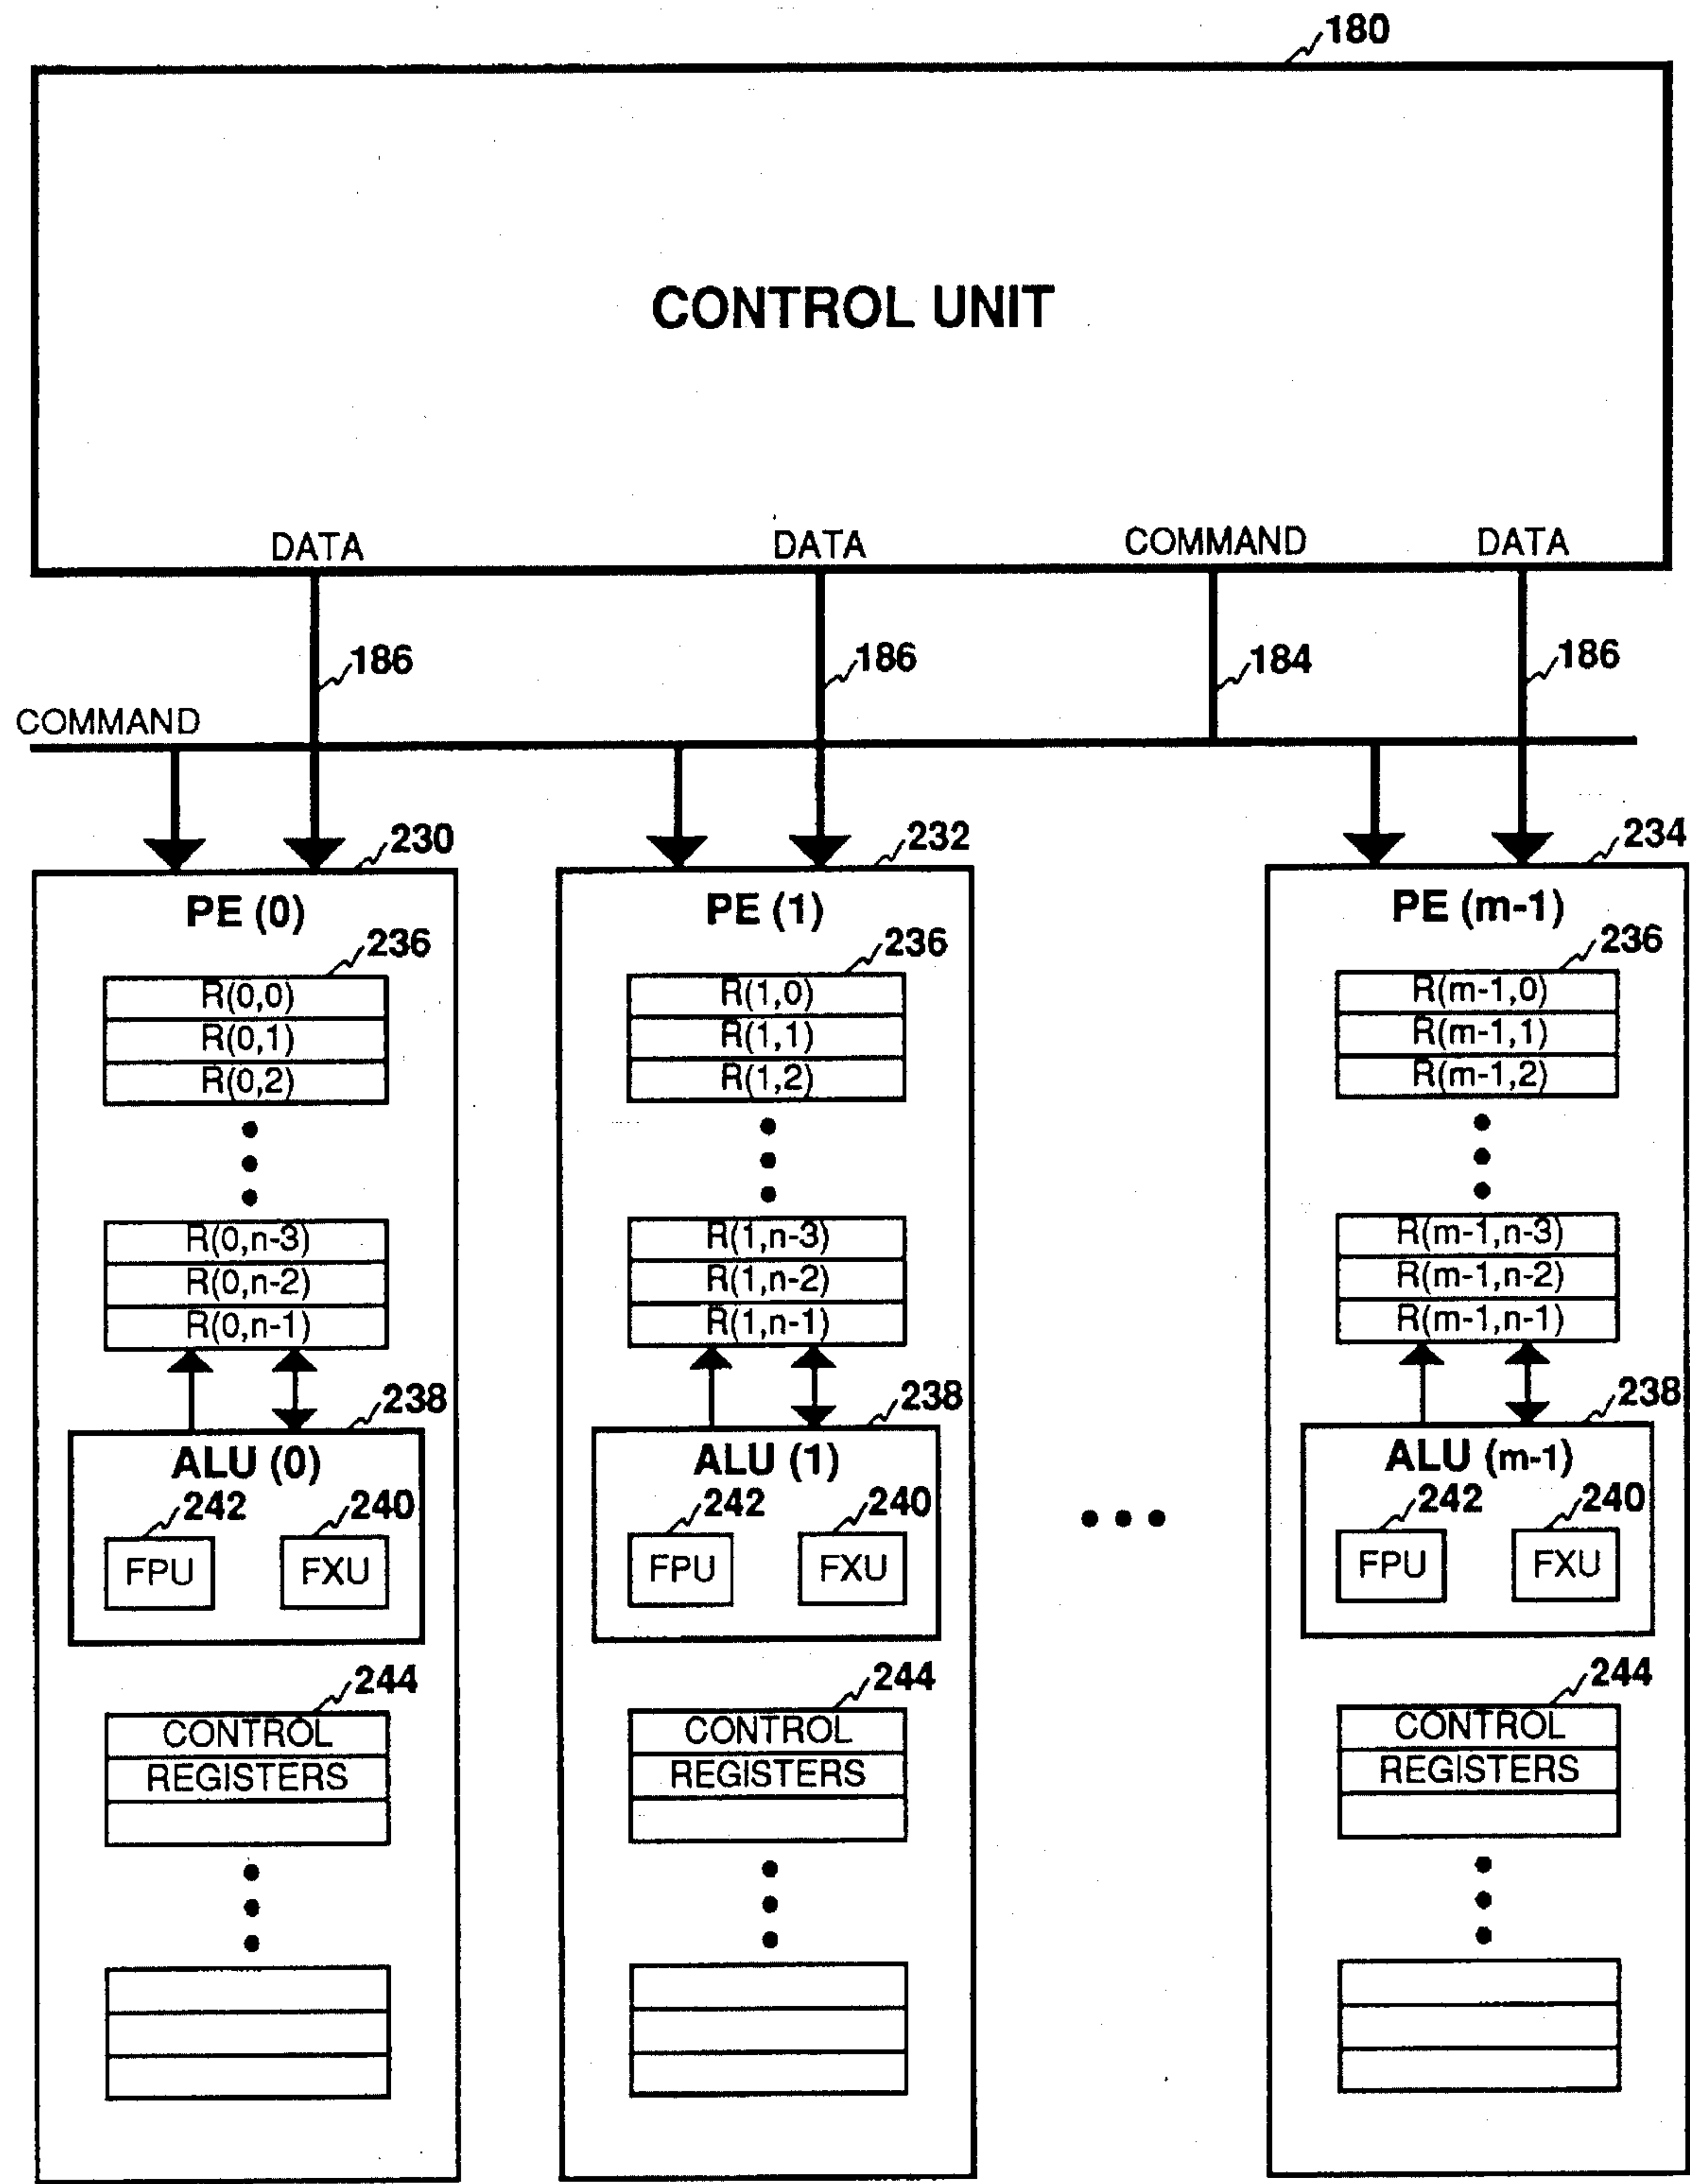 180
CONTROL UNIT
DATA DATA COMMAND DATA
186 186 184 186
COMMAND
230 232 234
PE (0) PE (1) PE (m-1)
236 236 236
R(0,0) R(1,0) R(m-1,0)
R(0,1) R(1,1) R(m-1,1)
R(0,2) R(1,2) R(m-1,2)
R(0,n-3) R(1,n-3) R(m-1,n-3)
R(0,n-2) R(1,n-2) R(m-1,n-2)
R(0,n-1) R(1,n-1) R(m-1,n-1)
238 238 238
ALU (0) ALU (1) ALU (m-1)
242 240 242 240 242 240
FPU FXU FPU FXU FPU FXU
244 244 244
CONTROL CONTROL CONTROL
REGISTERS REGISTERS REGISTERS